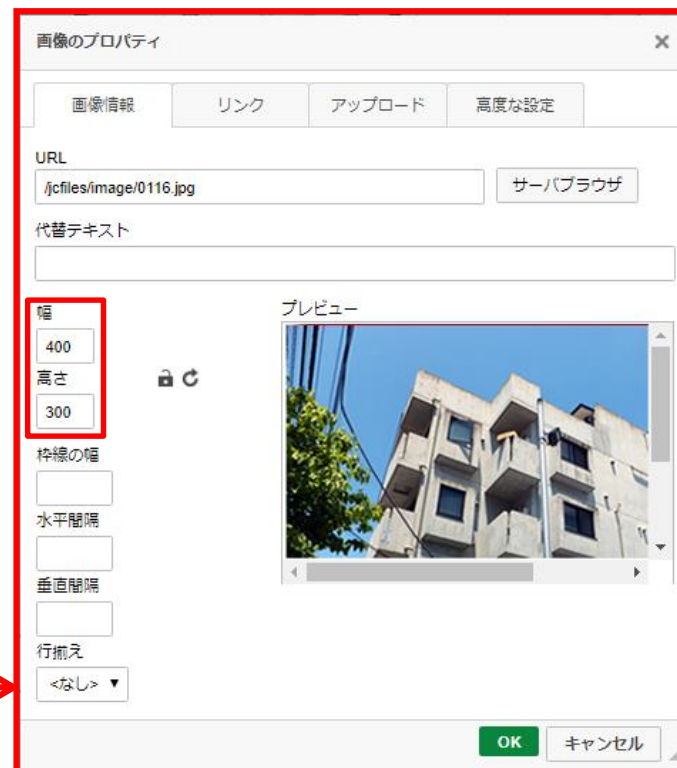 画像のプロパティ
画像情報 リンク アップロード 高度な設定
URL
/jcfiles/image/0116.jpg サーバブラウザ
代替テキスト
幅
400
高さ
300
プレビュー
枠線の幅
水平間隔
垂直間隔
行揃え
<なし>
OK キャンセル